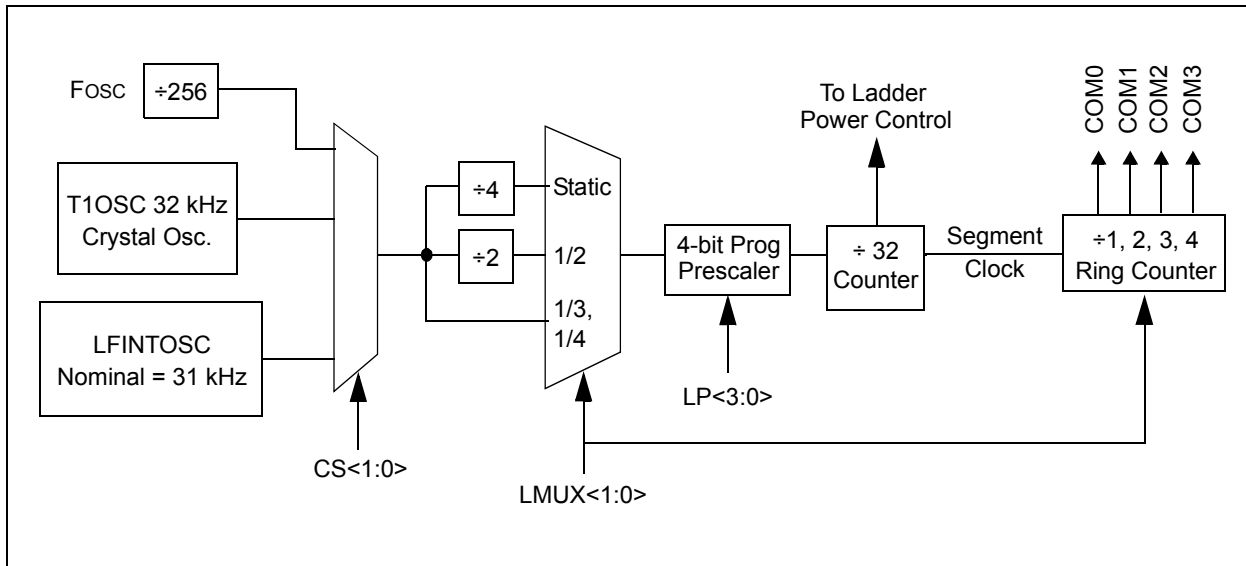 FOSC
÷256
T1OSC 32 kHz
Crystal Osc.
LFINTOSC
Nominal = 31 kHz
CS<1:0>
÷4
÷2
Static
1/2
1/3,
1/4
LMUX<1:0>
4-bit Prog
Prescaler
LP<3:0>
To Ladder
Power Control
÷ 32
Counter
Segment
Clock
COM0
COM1
COM2
COM3
÷1, 2, 3, 4
Ring Counter